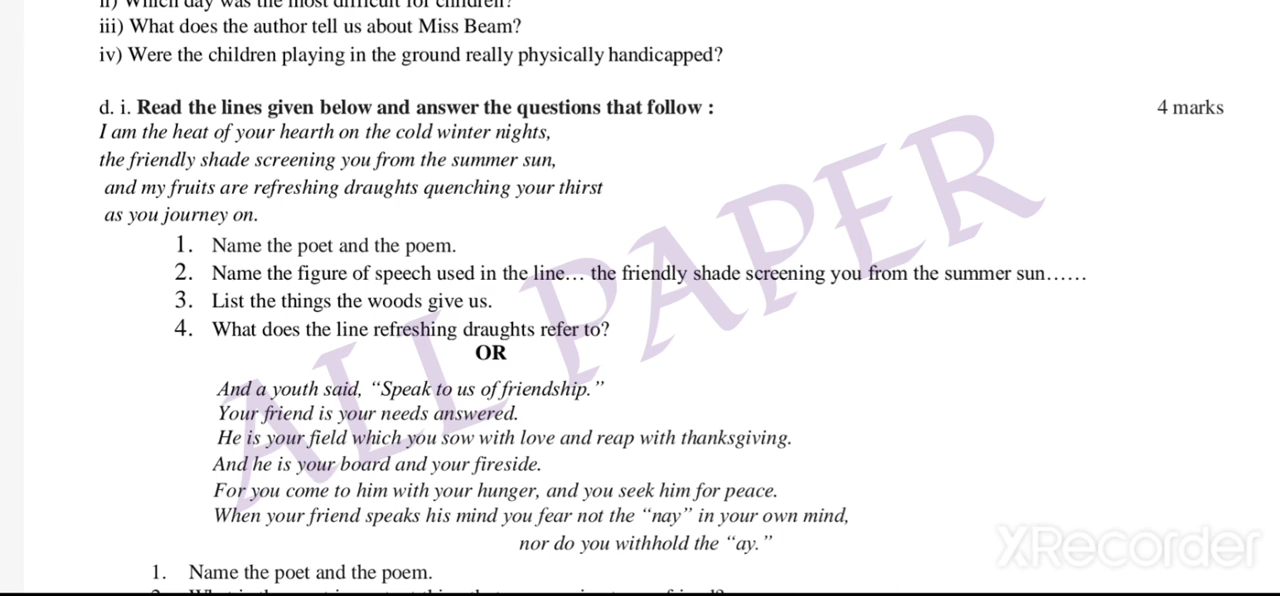 iii) What does the author tell us about Miss Beam?
iv) Were the children playing in the ground really physically handicapped?
d. i. Read the lines given below and answer the questions that follow : 4 marks
I am the heat of your hearth on the cold winter nights,
the friendly shade screening you from the summer sun,
and my fruits are refreshing draughts quenching your thirst
as you journey on.
1. Name the poet and the poem.
2. Name the figure of speech used in the line… the friendly shade screening you from the summer sun……
3. List the things the woods give us.
4. What does the line refreshing draughts refer to?
OR
And a youth said, “Speak to us of friendship.”
Your friend is your needs answered.
He is your field which you sow with love and reap with thanksgiving.
And he is your board and your fireside.
For you come to him with your hunger, and you seek him for peace.
When your friend speaks his mind you fear not the “nay” in your own mind,
nor do you withhold the “ay.”
1. Name the poet and the poem.
ALL PAPER
XRecorder